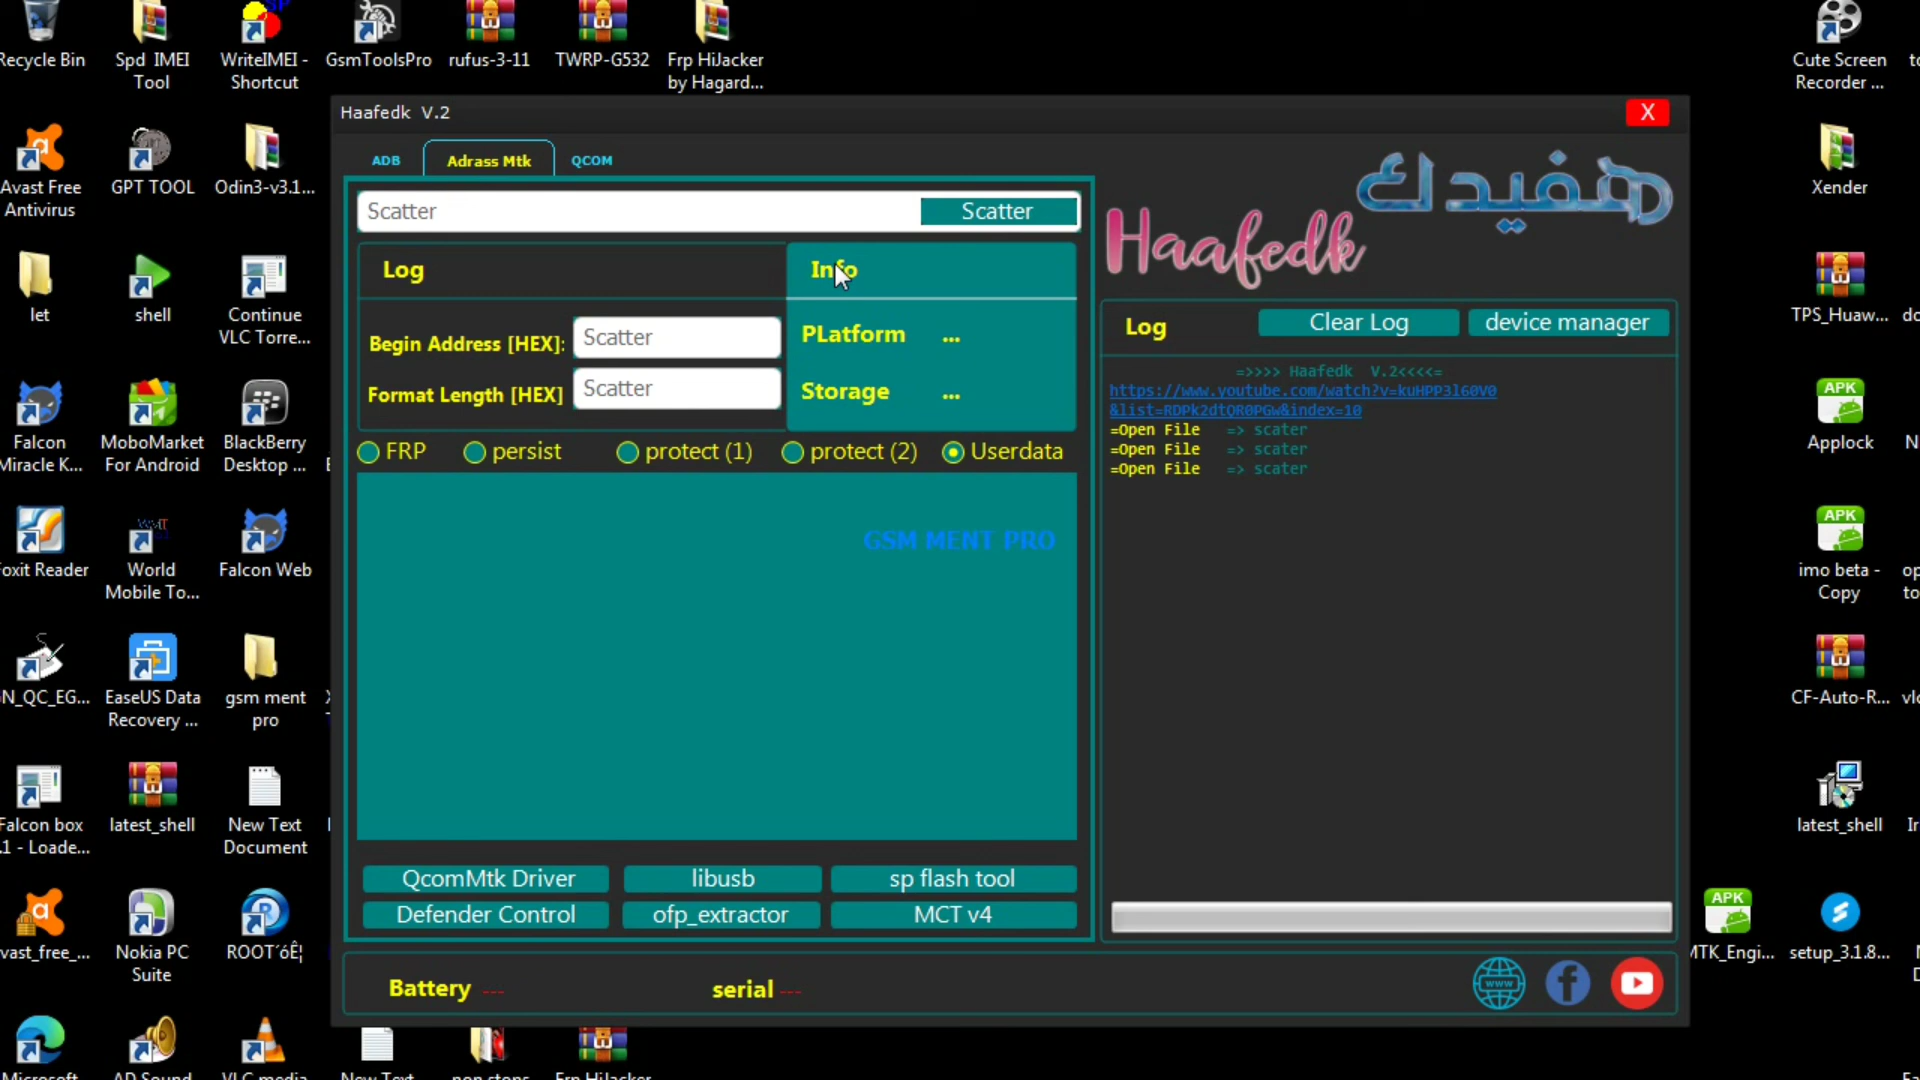 Recycle Bin
Spd IMEI
Tool
WriteIMEI -
Shortcut
GsmToolsPro
rufus-3-11
TWRP-G532
Frp HiJacker
by Hagard...
Cute Screen
Recorder ...
Avast Free
Antivirus
GPT TOOL
Odin3-v3.1...
Xender
let
shell
Continue
VLC Torre...
TPS_Huaw...
Falcon
Miracle K...
MoboMarket
For Android
BlackBerry
Desktop ...
APK
Applock
Foxit Reader
World
Mobile To...
Falcon Web
APK
imo beta -
Copy
GN_QC_EG...
EaseUS Data
Recovery ...
gsm ment
pro
CF-Auto-R...
Falcon box
.1 - Loade...
latest_shell
New Text
Document
latest_shell
avast_free_...
Nokia PC
Suite
ROOT´óÊ¦
APK
MTK_Engi...
setup_3.1.8...
Microsoft
AD Sound
VLC media
New Text
non stops
Frp HiJacker
Haafedk V.2
X
ADB
Adrass Mtk
QCOM
هفيدك
Haafedk
Scatter
Scatter
Log
Info
Begin Address [HEX]:
Scatter
PLatform ...
Format Length [HEX]
Scatter
Storage ...
FRP
persist
protect (1)
protect (2)
Userdata
GSM MENT PRO
QcomMtk Driver
libusb
sp flash tool
Defender Control
ofp_extractor
MCT v4
Log
Clear Log
device manager
=>>>> Haafedk V.2<<<<=
https://www.youtube.com/watch?v=kuHPP3l60V0
&list=RDPk2dtQR0PGw&index=10
=Open File => scater
=Open File => scater
=Open File => scater
Battery ---
serial ---
www